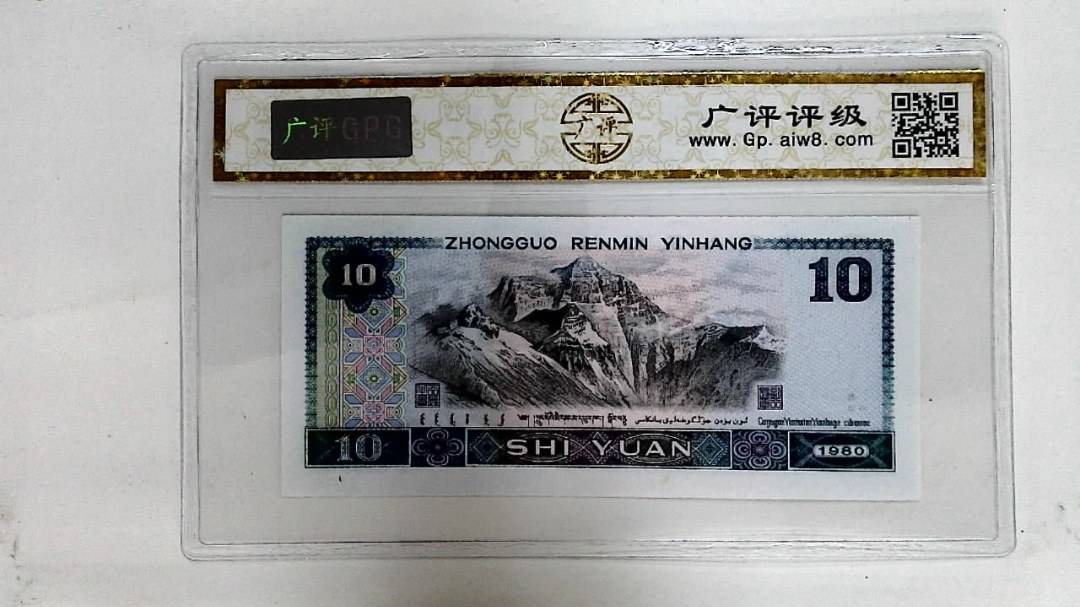 广评GPG
广评
广评评级
www. Gp. aiw8. com
ZHONGGUO RENMIN YINHANG
10
10
10
SHI YUAN
1980